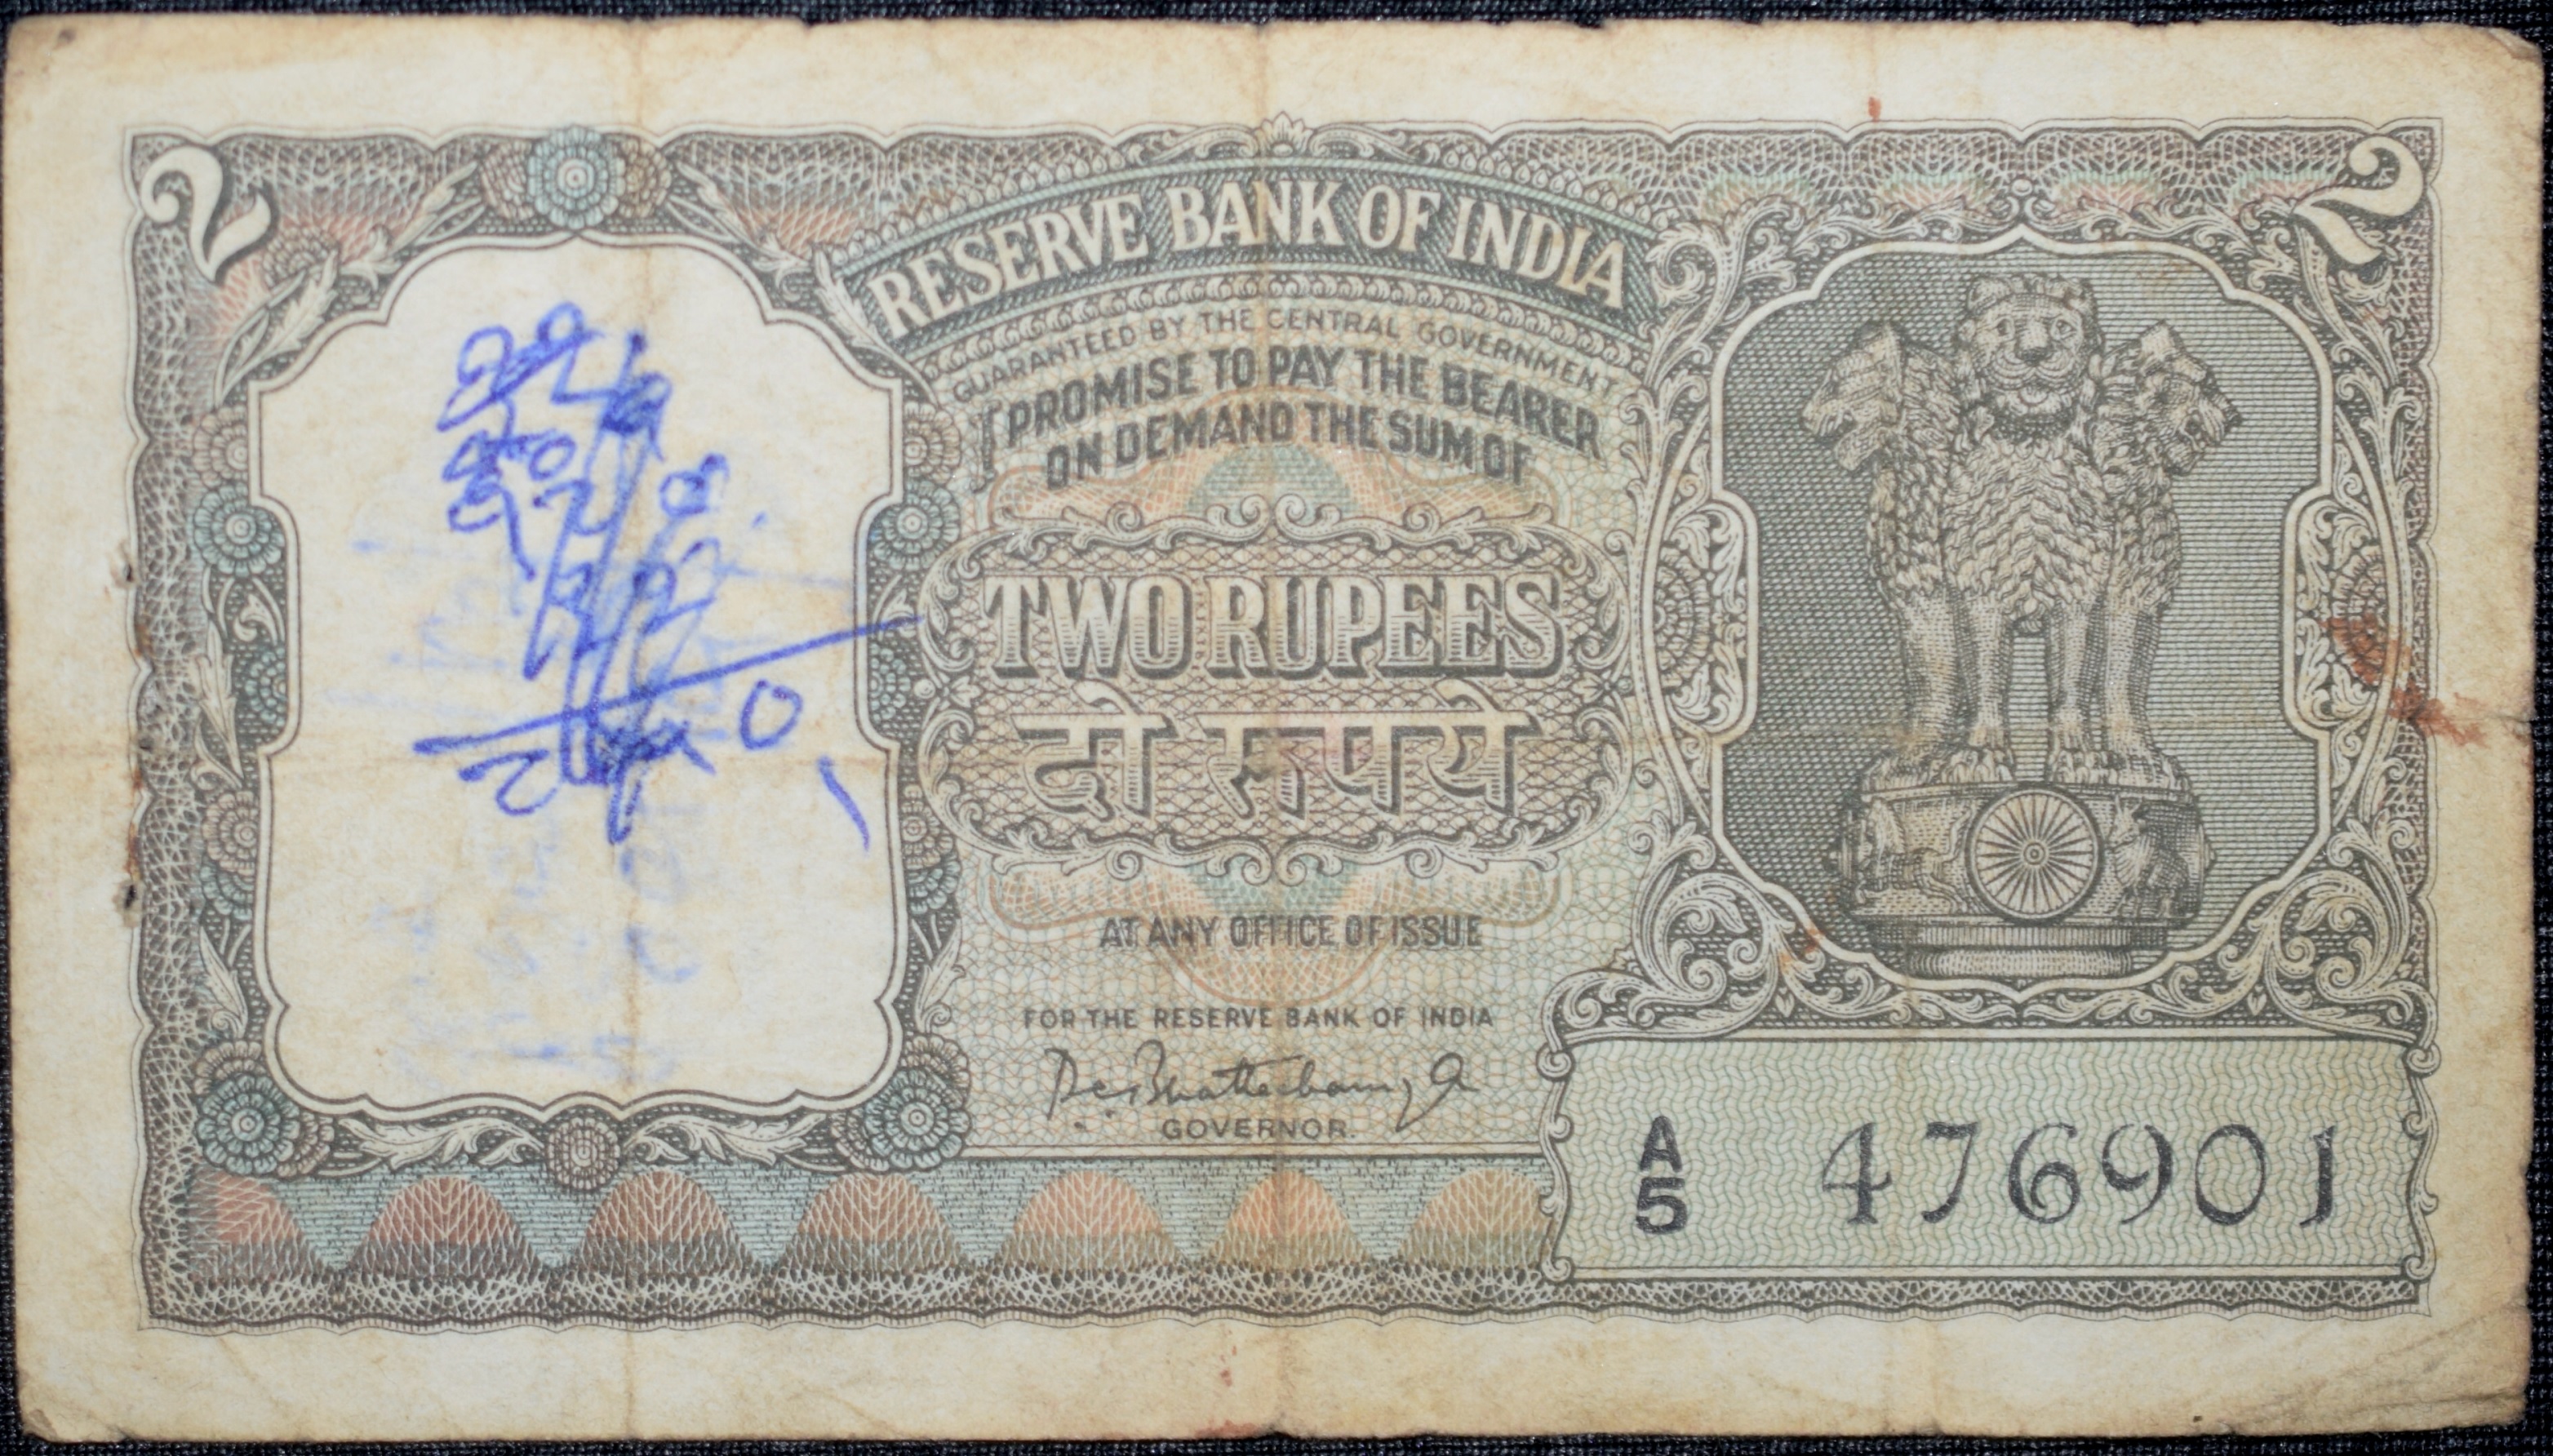 2 2
RESERVE BANK OF INDIA
GUARANTEED BY THE CENTRAL GOVERNMENT
I PROMISE TO PAY THE BEARER
ON DEMAND THE SUM OF
TWO RUPEES
दो रुपये
AT ANY OFFICE OF ISSUE
FOR THE RESERVE BANK OF INDIA
P.C. Bhattacharyya
GOVERNOR.
A
5 476901